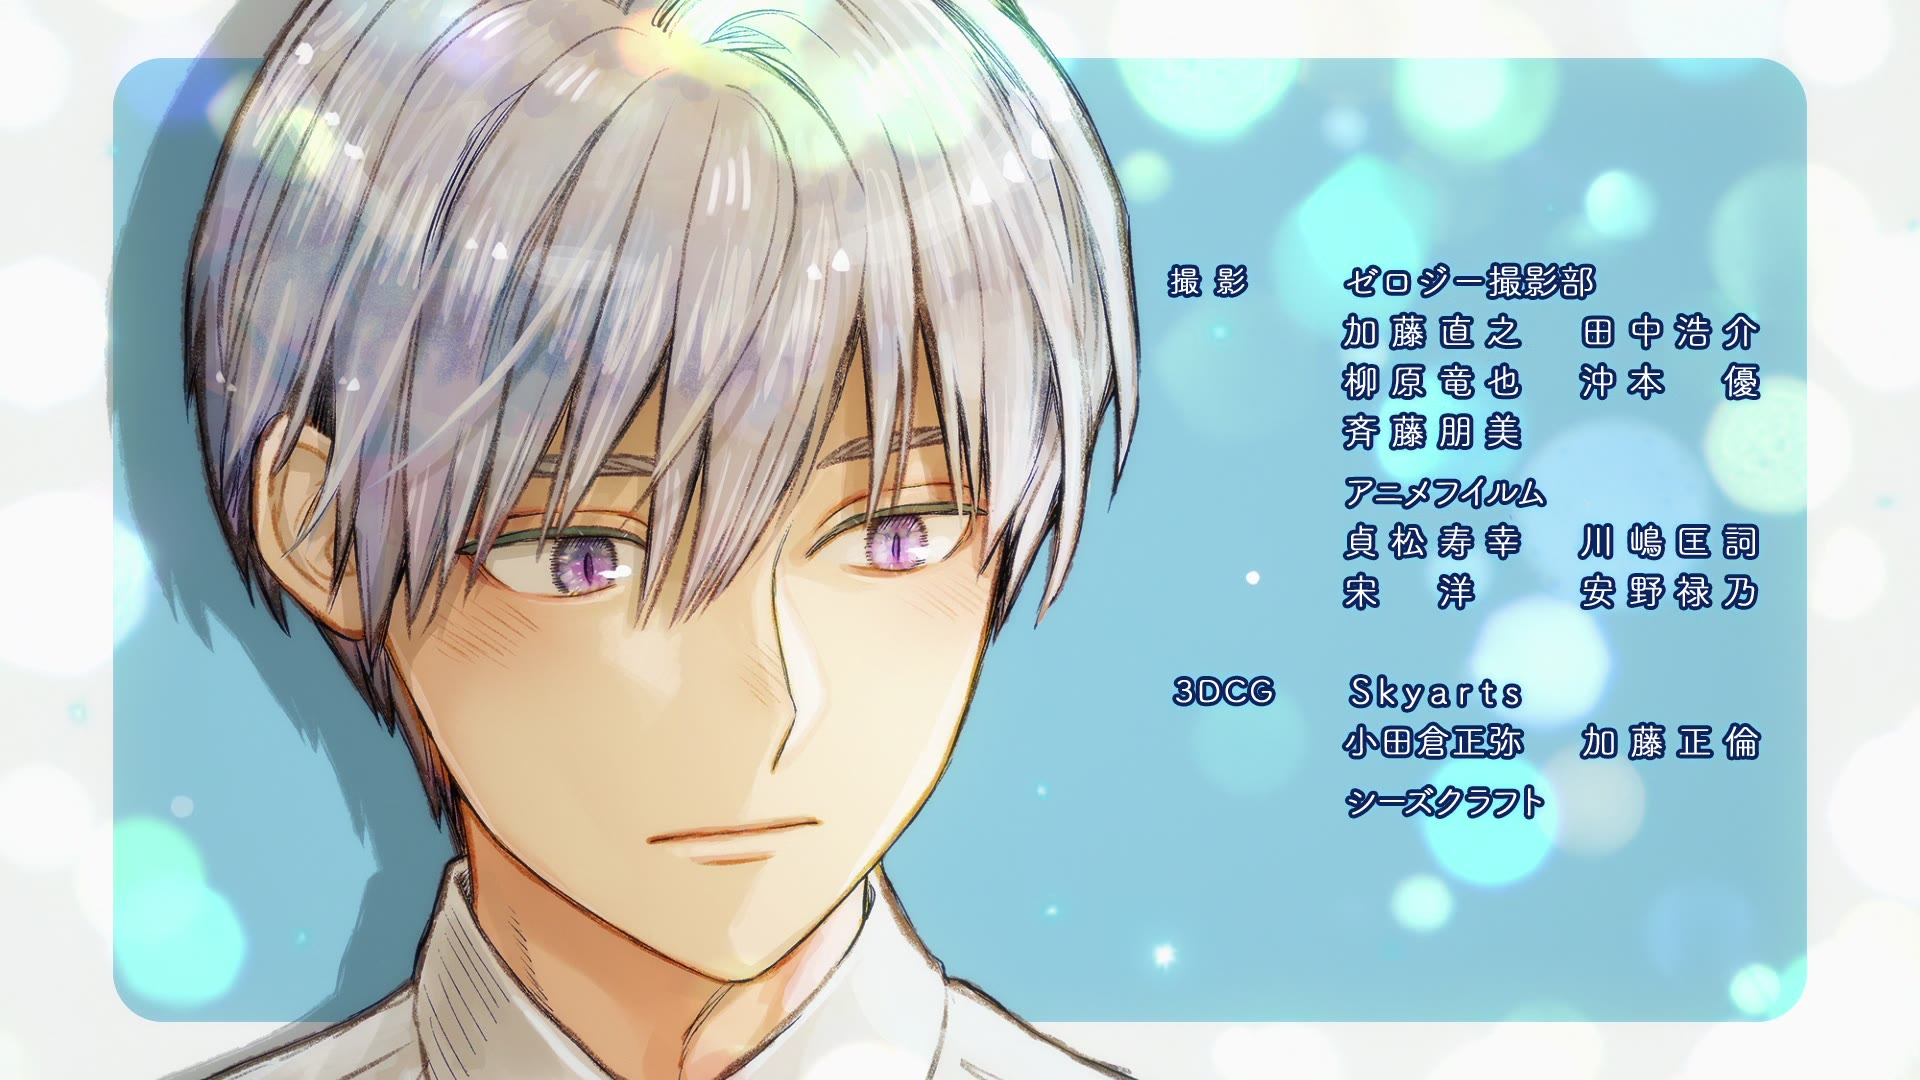 撮影　ゼロジー撮影部
加藤直之　田中浩介
柳原竜也　沖本　優
斉藤朋美
アニメフイルム
貞松寿幸　川嶋匡詞
宋　洋　安野禄乃
3DCG　Skyarts
小田倉正弥　加藤正倫
シーズクラフト